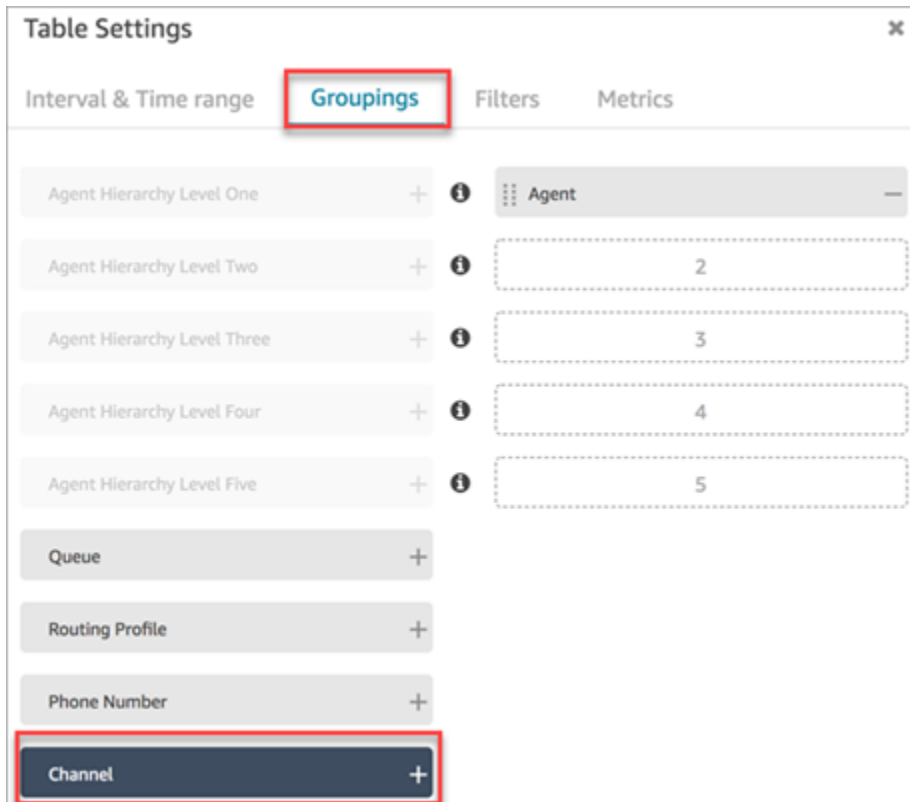 Table Settings
Interval & Time range Groupings Filters Metrics
Agent Hierarchy Level One
Agent
Agent Hierarchy Level Two
2
Agent Hierarchy Level Three
3
Agent Hierarchy Level Four
4
Agent Hierarchy Level Five
5
Queue
Routing Profile
Phone Number
Channel